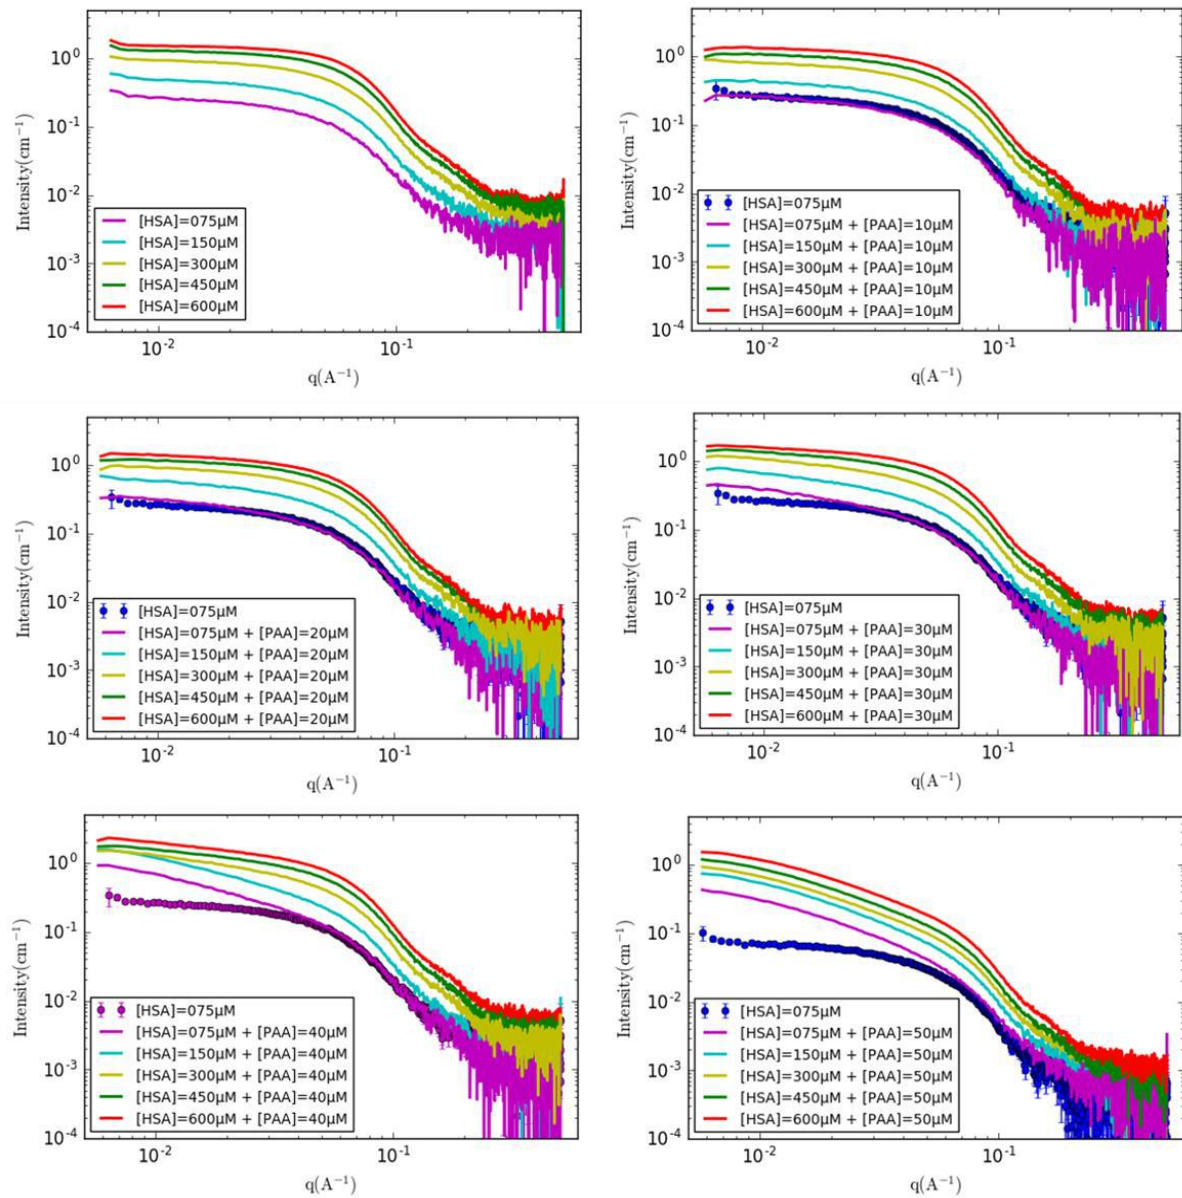 10⁰
10⁻¹
10⁻²
10⁻³
10⁻⁴
Intensity(cm⁻¹)
[HSA]=075µM
[HSA]=150µM
[HSA]=300µM
[HSA]=450µM
[HSA]=600µM
10⁻²
10⁻¹
q(A⁻¹)
10⁰
10⁻¹
10⁻²
10⁻³
10⁻⁴
Intensity(cm⁻¹)
[HSA]=075µM
[HSA]=075µM + [PAA]=10µM
[HSA]=150µM + [PAA]=10µM
[HSA]=300µM + [PAA]=10µM
[HSA]=450µM + [PAA]=10µM
[HSA]=600µM + [PAA]=10µM
10⁻²
10⁻¹
q(A⁻¹)
10⁰
10⁻¹
10⁻²
10⁻³
10⁻⁴
Intensity(cm⁻¹)
[HSA]=075µM
[HSA]=075µM + [PAA]=20µM
[HSA]=150µM + [PAA]=20µM
[HSA]=300µM + [PAA]=20µM
[HSA]=450µM + [PAA]=20µM
[HSA]=600µM + [PAA]=20µM
10⁻²
10⁻¹
q(A⁻¹)
10⁰
10⁻¹
10⁻²
10⁻³
10⁻⁴
Intensity(cm⁻¹)
[HSA]=075µM
[HSA]=075µM + [PAA]=30µM
[HSA]=150µM + [PAA]=30µM
[HSA]=300µM + [PAA]=30µM
[HSA]=450µM + [PAA]=30µM
[HSA]=600µM + [PAA]=30µM
10⁻²
10⁻¹
q(A⁻¹)
10⁰
10⁻¹
10⁻²
10⁻³
10⁻⁴
Intensity(cm⁻¹)
[HSA]=075µM
[HSA]=075µM + [PAA]=40µM
[HSA]=150µM + [PAA]=40µM
[HSA]=300µM + [PAA]=40µM
[HSA]=450µM + [PAA]=40µM
[HSA]=600µM + [PAA]=40µM
10⁻²
10⁻¹
q(A⁻¹)
10⁰
10⁻¹
10⁻²
10⁻³
10⁻⁴
Intensity(cm⁻¹)
[HSA]=075µM
[HSA]=075µM + [PAA]=50µM
[HSA]=150µM + [PAA]=50µM
[HSA]=300µM + [PAA]=50µM
[HSA]=450µM + [PAA]=50µM
[HSA]=600µM + [PAA]=50µM
10⁻²
10⁻¹
q(A⁻¹)